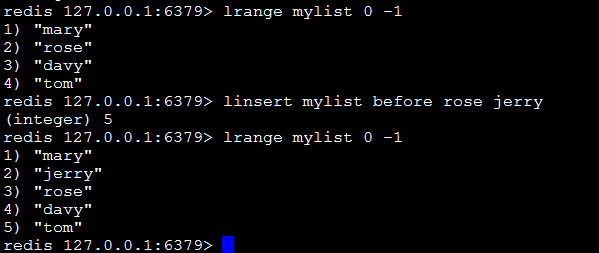 redis 127.0.0.1:6379> lrange mylist 0 -1
1) "mary"
2) "rose"
3) "davy"
4) "tom"
redis 127.0.0.1:6379> linsert mylist before rose jerry
(integer) 5
redis 127.0.0.1:6379> lrange mylist 0 -1
1) "mary"
2) "jerry"
3) "rose"
4) "davy"
5) "tom"
redis 127.0.0.1:6379>